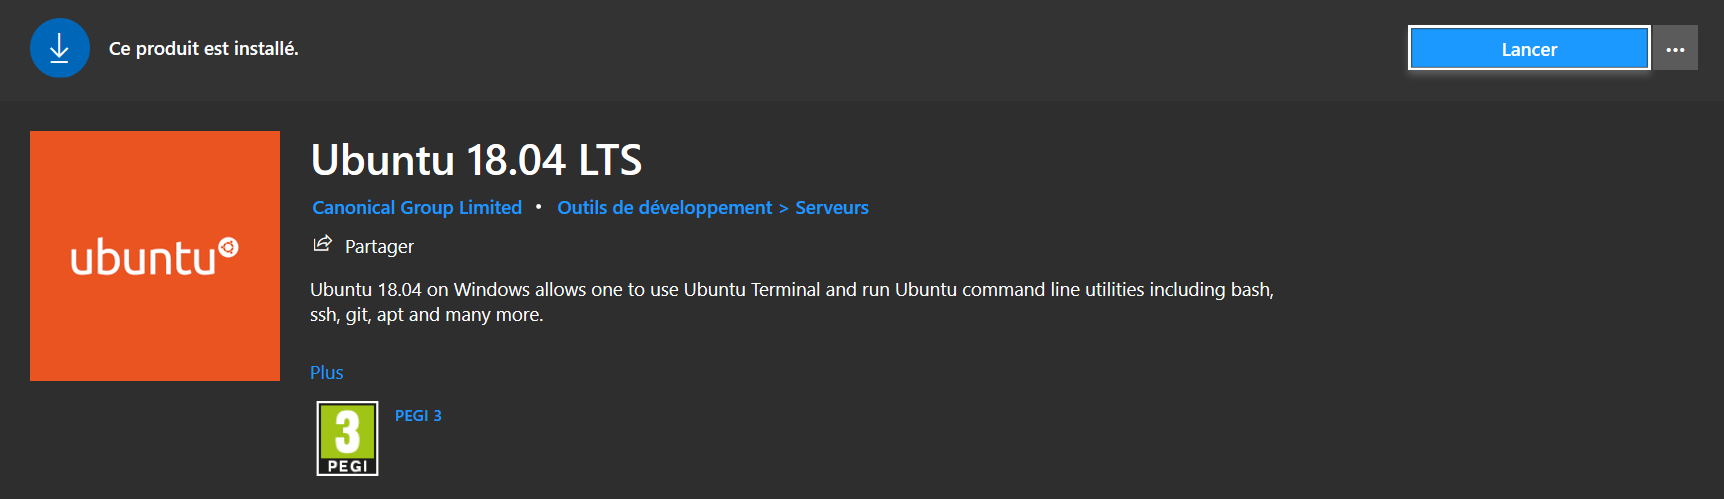 Ce produit est installé.
Lancer
ubuntu
Ubuntu 18.04 LTS
Canonical Group Limited • Outils de développement > Serveurs
Partager
Ubuntu 18.04 on Windows allows one to use Ubuntu Terminal and run Ubuntu command line utilities including bash,
ssh, git, apt and many more.
Plus
3
PEGI
PEGI 3